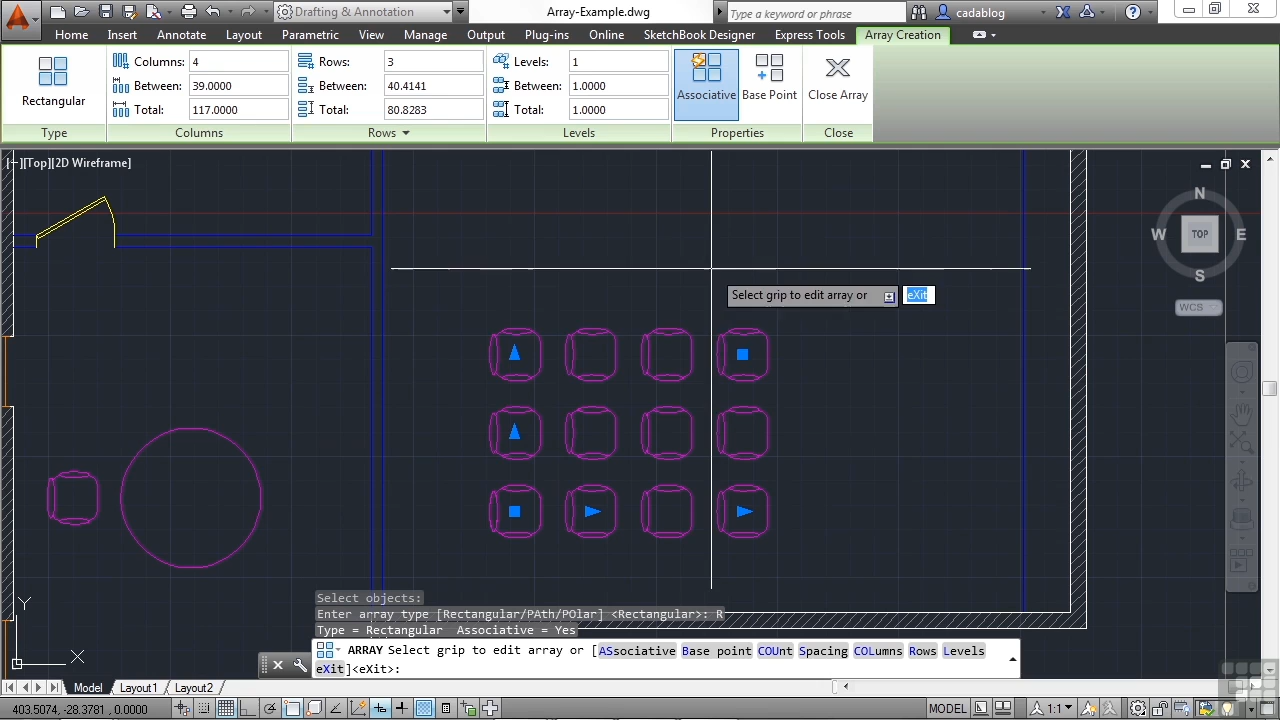 Drafting & Annotation
Array-Example.dwg
Type a keyword or phrase
cadablog
Home Insert Annotate Layout Parametric View Manage Output Plug-ins Online SketchBook Designer Express Tools Array Creation
Columns: 4 Rows: 3 Levels: 1
Between: 39.0000 Between: 40.4141 Between: 1.0000
Rectangular Associative Base Point Close Array
Total: 117.0000 Total: 80.8283 Total: 1.0000
Type Columns Rows Levels Properties Close
[−][Top][2D Wireframe]
N
W TOP E
S
WCS
Select grip to edit array or eXit
Y
X
Select objects:
Enter array type [Rectangular/PAth/POlar] <Rectangular>: R
Type = Rectangular Associative = Yes
ARRAY Select grip to edit array or [ASsociative Base point COUnt Spacing COLumns Rows Levels
eXit]<eXit>:
Model Layout1 Layout2
403.5074, -28.3781, 0.0000 MODEL 1:1